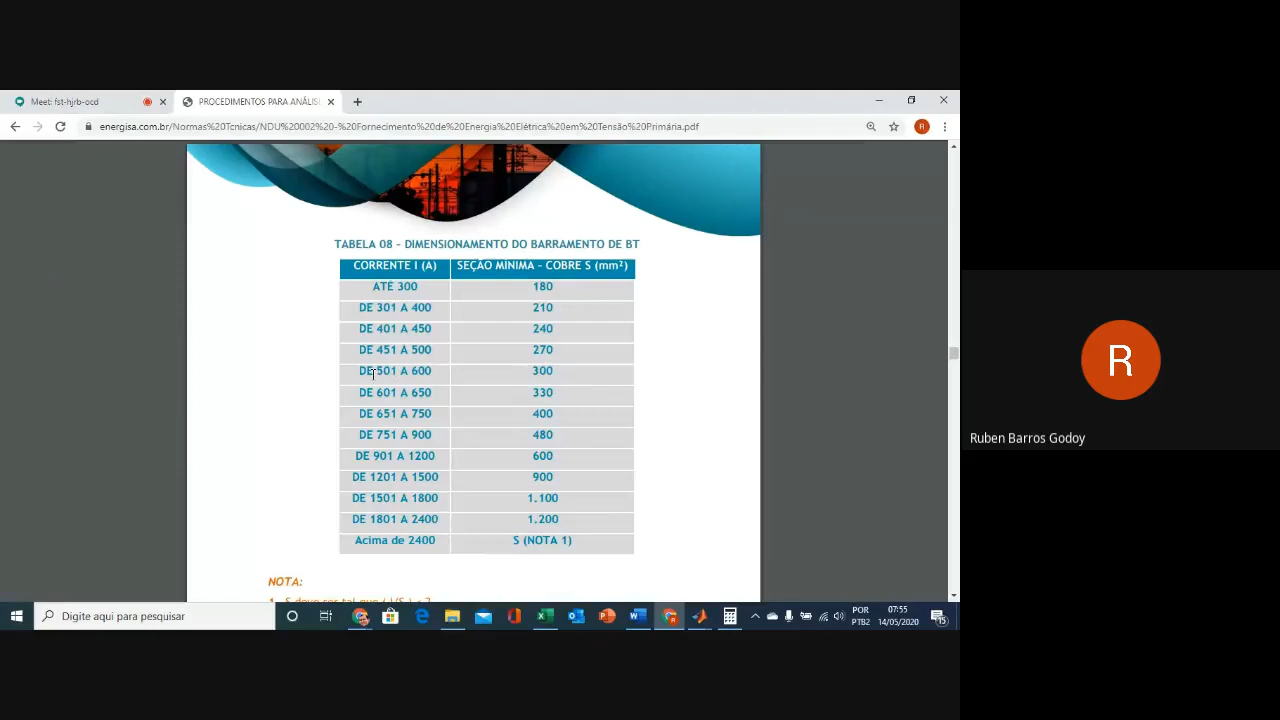 Meet: fst-hjrb-ocd
PROCEDIMENTOS PARA ANÁLIS
energisa.com.br/Normas%20Tcnicas/NDU%20002%20-%20Fornecimento%20de%20Energia%20Elétrica%20em%20Tensão%20Primária.pdf
R
TABELA 08 – DIMENSIONAMENTO DO BARRAMENTO DE BT
CORRENTE I (A) SEÇÃO MÍNIMA – COBRE S (mm²)
ATÉ 300 180
DE 301 A 400 210
DE 401 A 450 240
DE 451 A 500 270
DE 501 A 600 300
DE 601 A 650 330
DE 651 A 750 400
DE 751 A 900 480
DE 901 A 1200 600
DE 1201 A 1500 900
DE 1501 A 1800 1.100
DE 1801 A 2400 1.200
Acima de 2400 S (NOTA 1)
NOTA:
Digite aqui para pesquisar
POR
PTB2
07:55
14/05/2020
15
R
Ruben Barros Godoy